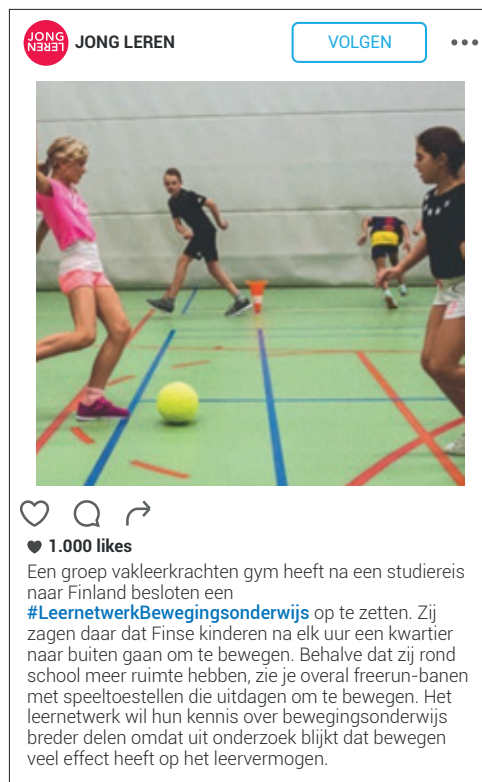 JONG
LEREN
JONG LEREN
VOLGEN
1.000 likes
Een groep vakleerkrachten gym heeft na een studiereis
naar Finland besloten een
#LeernetwerkBewegingsonderwijs op te zetten. Zij
zagen daar dat Finse kinderen na elk uur een kwartier
naar buiten gaan om te bewegen. Behalve dat zij rond
school meer ruimte hebben, zie je overal freerun-banen
met speeltoestellen die uitdagen om te bewegen. Het
leernetwerk wil hun kennis over bewegingsonderwijs
breder delen omdat uit onderzoek blijkt dat bewegen
veel effect heeft op het leervermogen.